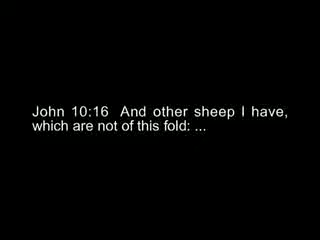 John 10:16  And other sheep I have,
which are not of this fold: ...